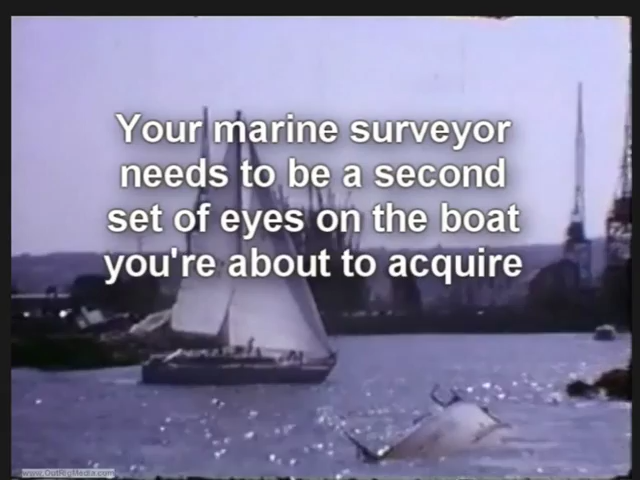 Your marine surveyor
needs to be a second
set of eyes on the boat
you're about to acquire
www.OutRigMedia.com